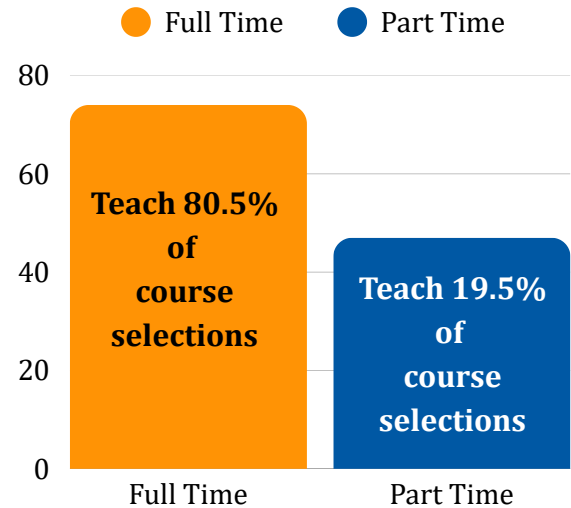 Full Time Part Time
80
60
40
20
0
Teach 80.5%
of
course
selections
Teach 19.5%
of
course
selections
Full Time Part Time